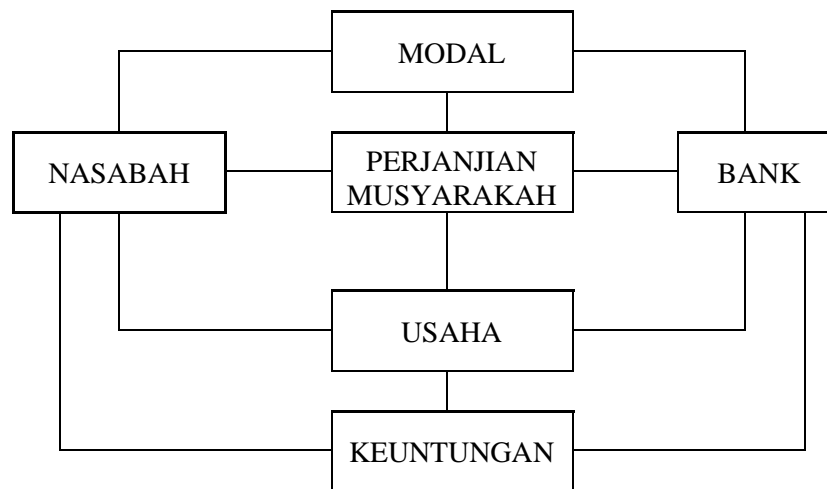 MODAL
NASABAH
PERJANJIAN
MUSYARAKAH
BANK
USAHA
KEUNTUNGAN